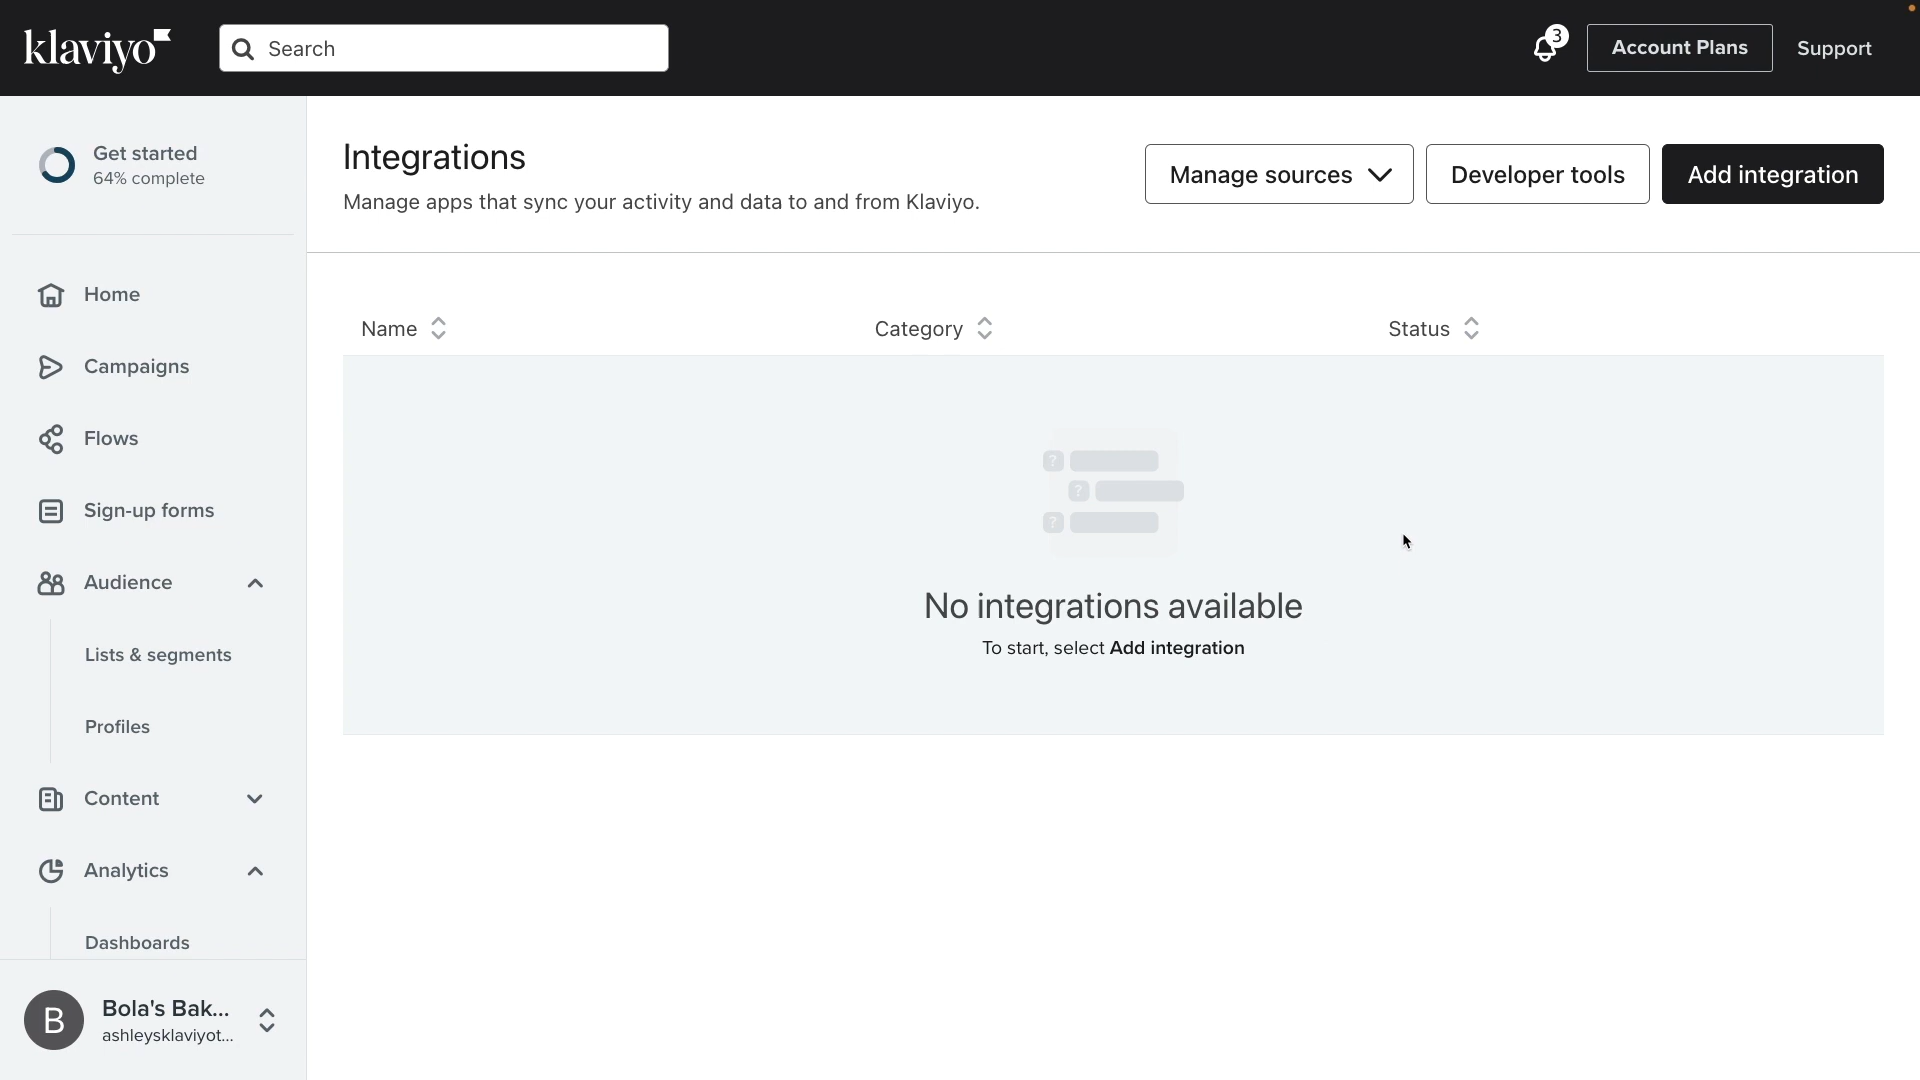 klaviyo
Search
3
Account Plans
Support
Get started
64% complete
Home
Campaigns
Flows
Sign-up forms
Audience
Lists & segments
Profiles
Content
Analytics
Dashboards
B
Bola's Bak...
ashleysklaviyot...
Integrations
Manage apps that sync your activity and data to and from Klaviyo.
Manage sources
Developer tools
Add integration
Name
Category
Status
?
?
?
No integrations available
To start, select Add integration